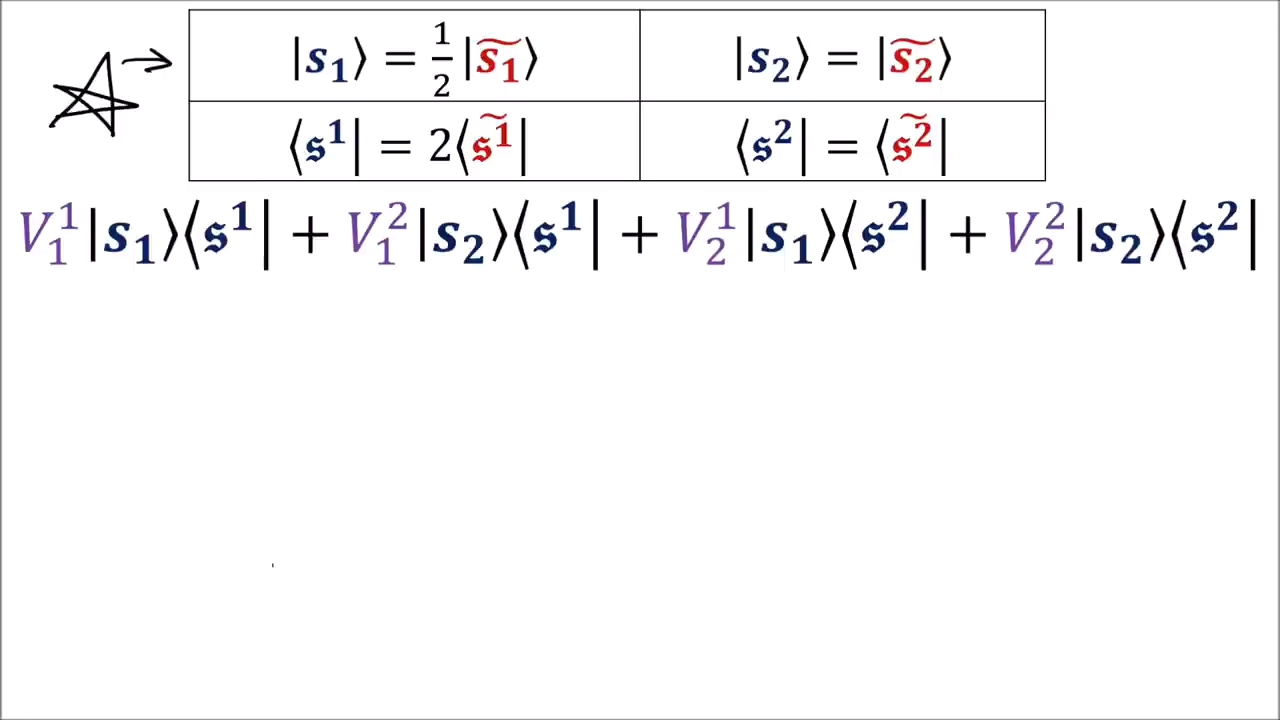 |s₁⟩ = ½ |s̃₁⟩ |s₂⟩ = |s̃₂⟩
⟨𝔰¹| = 2⟨𝔰̃¹| ⟨𝔰²| = ⟨𝔰̃²|
V₁¹|s₁⟩⟨𝔰¹| + V₁²|s₂⟩⟨𝔰¹| + V₂¹|s₁⟩⟨𝔰²| + V₂²|s₂⟩⟨𝔰²|